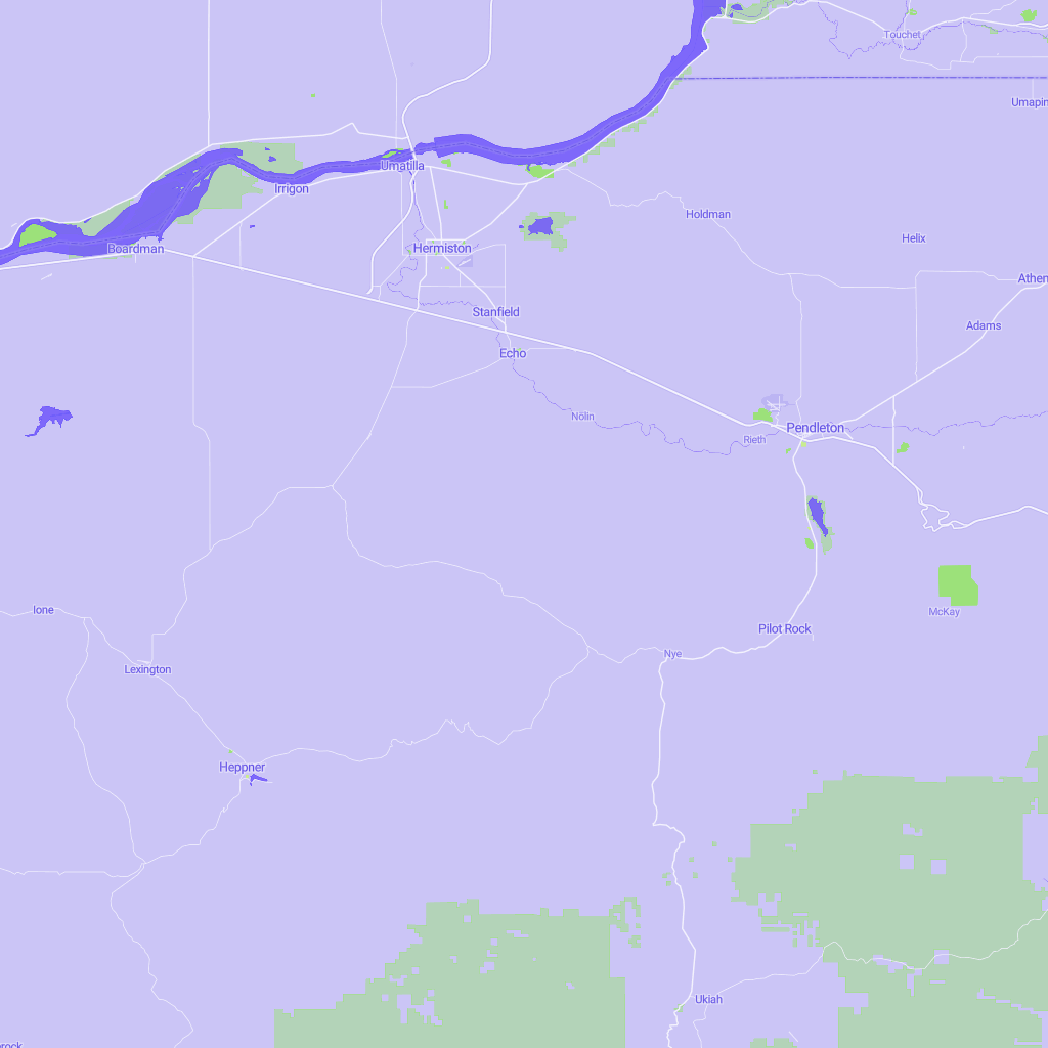 Touchet
Umapin
Umatilla
Irrigon
Holdman
Helix
Boardman
Hermiston
Athen
Stanfield
Adams
Echo
Nolin
Pendleton
Rieth
Ione
McKay
Pilot Rock
Nye
Lexington
Heppner
Ukiah
rock